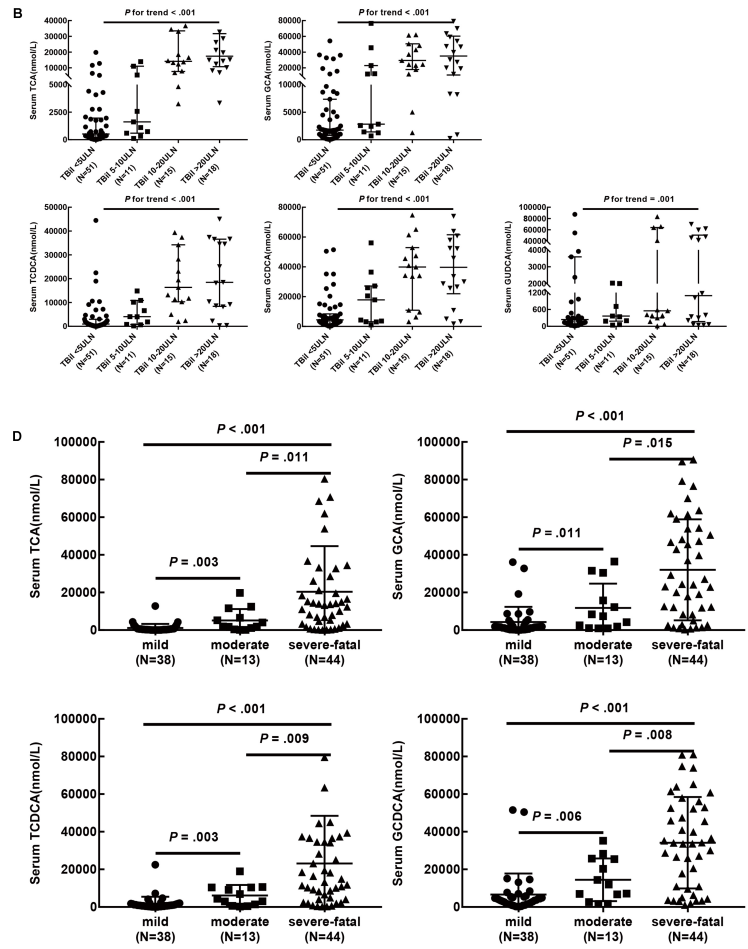 B
P for trend < .001
Serum TCA(nmol/L)
40000
30000
20000
10000
5000
2500
0
TBil <5ULN
(N=51)
TBil 5-10ULN
(N=11)
TBil 10-20ULN
(N=15)
TBil >20ULN
(N=18)
P for trend < .001
Serum GCA(nmol/L)
80000
60000
40000
20000
10000
5000
0
TBil <5ULN
(N=51)
TBil 5-10ULN
(N=11)
TBil 10-20ULN
(N=15)
TBil >20ULN
(N=18)
P for trend < .001
Serum TCDCA(nmol/L)
50000
40000
30000
20000
10000
0
TBil <5ULN
(N=51)
TBil 5-10ULN
(N=11)
TBil 10-20ULN
(N=15)
TBil >20ULN
(N=18)
P for trend < .001
Serum GCDCA(nmol/L)
80000
60000
40000
20000
0
TBil <5ULN
(N=51)
TBil 5-10ULN
(N=11)
TBil 10-20ULN
(N=15)
TBil >20ULN
(N=18)
P for trend = .001
Serum GUDCA(nmol/L)
100000
80000
60000
40000
4000
3000
2000
1200
600
0
TBil <5ULN
(N=51)
TBil 5-10ULN
(N=11)
TBil 10-20ULN
(N=15)
TBil >20ULN
(N=18)
D
P < .001
P = .011
P = .003
Serum TCA(nmol/L)
100000
80000
60000
40000
20000
0
mild
(N=38)
moderate
(N=13)
severe-fatal
(N=44)
P < .001
P = .015
P = .011
Serum GCA(nmol/L)
100000
80000
60000
40000
20000
0
mild
(N=38)
moderate
(N=13)
severe-fatal
(N=44)
P < .001
P = .009
P = .003
Serum TCDCA(nmol/L)
100000
80000
60000
40000
20000
0
mild
(N=38)
moderate
(N=13)
severe-fatal
(N=44)
P < .001
P = .008
P = .006
Serum GCDCA(nmol/L)
100000
80000
60000
40000
20000
0
mild
(N=38)
moderate
(N=13)
severe-fatal
(N=44)